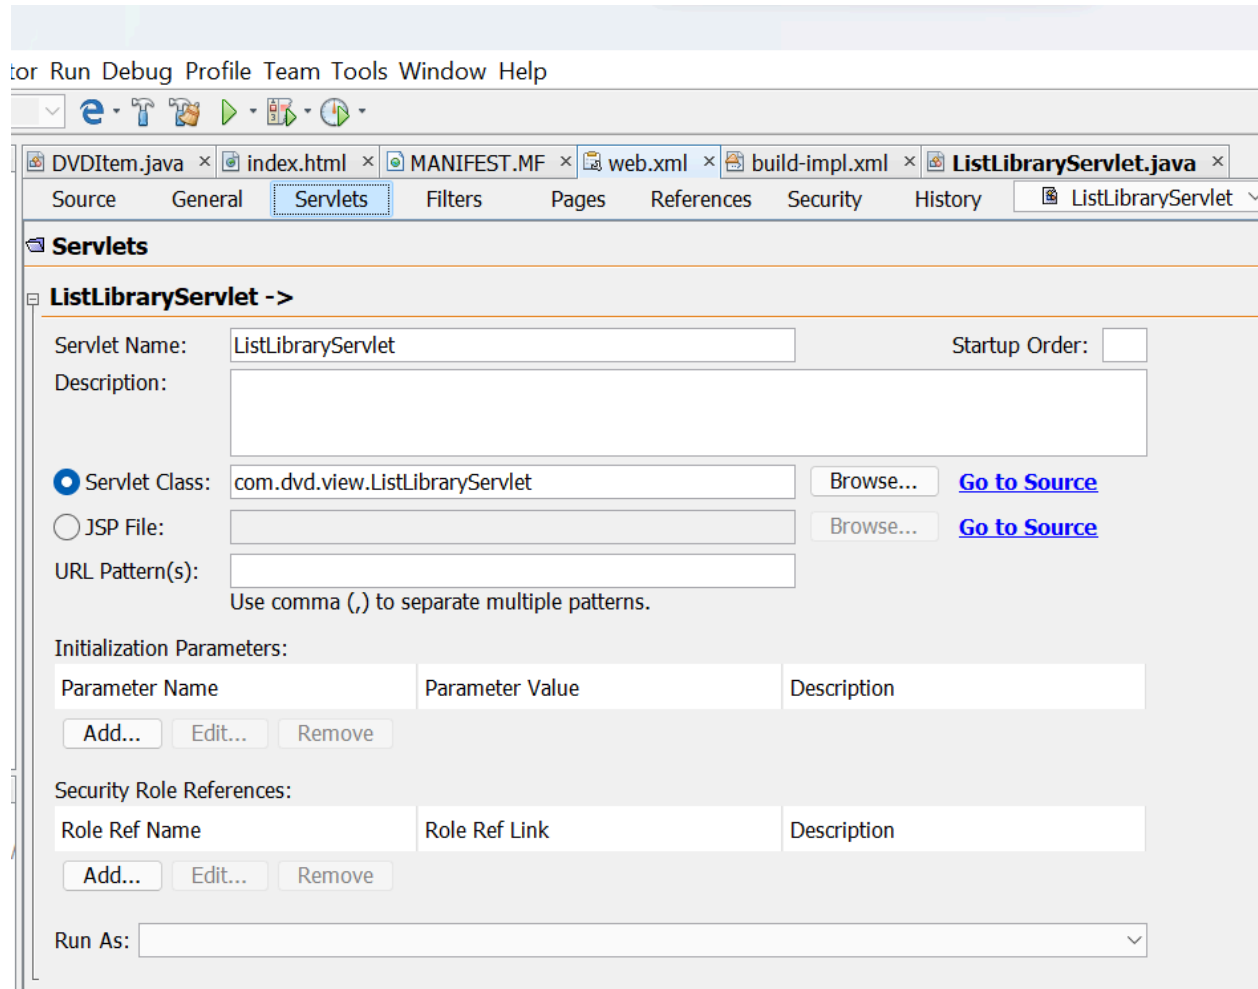 tor Run Debug Profile Team Tools Window Help
DVDItem.java × index.html × MANIFEST.MF × web.xml × build-impl.xml × ListLibraryServlet.java ×
Source General Servlets Filters Pages References Security History ListLibraryServlet
Servlets
ListLibraryServlet ->
Servlet Name: ListLibraryServlet Startup Order:
Description:
Servlet Class: com.dvd.view.ListLibraryServlet Browse... Go to Source
JSP File: Browse... Go to Source
URL Pattern(s):
Use comma (,) to separate multiple patterns.
Initialization Parameters:
Parameter Name Parameter Value Description
Add... Edit... Remove
Security Role References:
Role Ref Name Role Ref Link Description
Add... Edit... Remove
Run As: